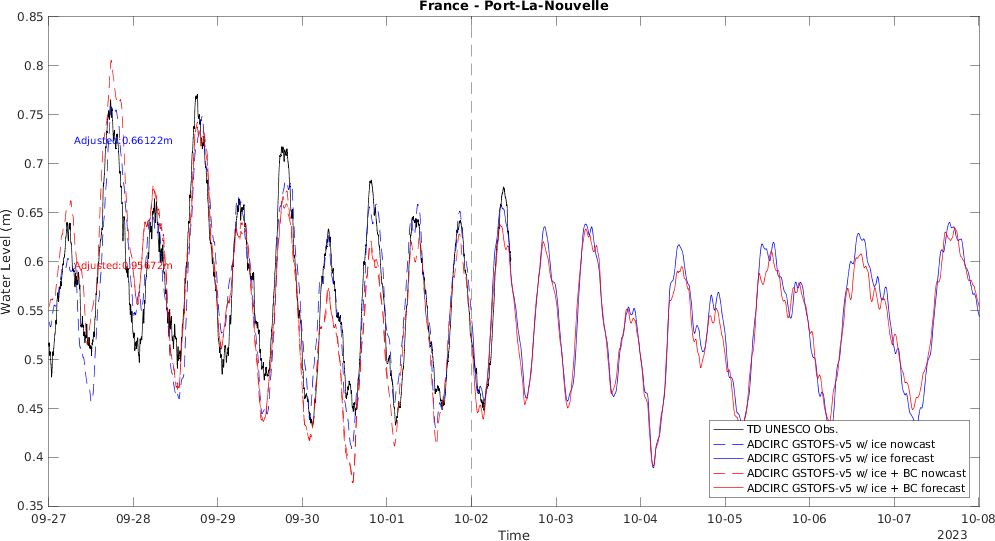 France - Port-La-Nouvelle
0.85
0.8
0.75
0.7
0.65
0.6
0.55
0.5
0.45
0.4
0.35
Water Level (m)
Adjusted:0.66122m
Adjusted:0.95672m
TD UNESCO Obs.
ADCIRC GSTOFS-v5 w/ ice nowcast
ADCIRC GSTOFS-v5 w/ ice forecast
ADCIRC GSTOFS-v5 w/ ice + BC nowcast
ADCIRC GSTOFS-v5 w/ ice + BC forecast
09-27 09-28 09-29 09-30 10-01 10-02 10-03 10-04 10-05 10-06 10-07 10-08
Time
2023